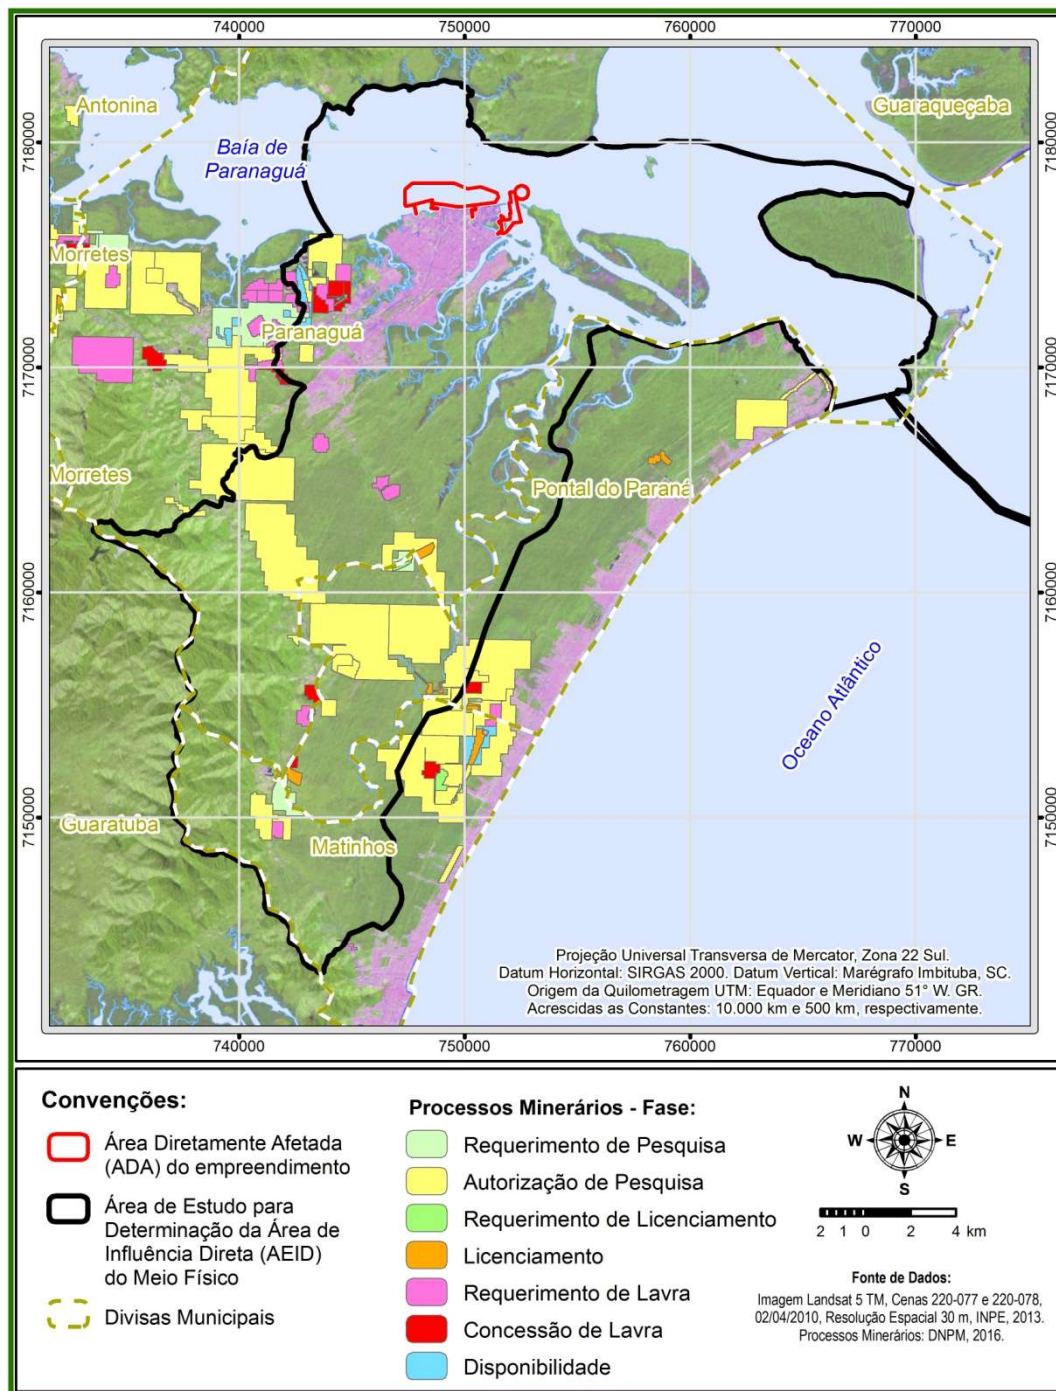 740000 750000 760000 770000
7180000
7180000
7170000
7170000
7160000
7160000
7150000
7150000
Antonina
Guaraqueçaba
Baía de
Paranaguá
Morretes
Paranaguá
Morretes
Pontal do Paraná
Oceano Atlântico
Guaratuba
Matinhos
Projeção Universal Transversa de Mercator, Zona 22 Sul.
Datum Horizontal: SIRGAS 2000. Datum Vertical: Marégrafo Imbituba, SC.
Origem da Quilometragem UTM: Equador e Meridiano 51° W. GR.
Acrescidas as Constantes: 10.000 km e 500 km, respectivamente.
740000 750000 760000 770000
Convenções:
Área Diretamente Afetada
(ADA) do empreendimento
Área de Estudo para
Determinação da Área de
Influência Direta (AEID)
do Meio Físico
Divisas Municipais
Processos Minerários - Fase:
Requerimento de Pesquisa
Autorização de Pesquisa
Requerimento de Licenciamento
Licenciamento
Requerimento de Lavra
Concessão de Lavra
Disponibilidade
N
W E
S
2 1 0 2 4 km
Fonte de Dados:
Imagem Landsat 5 TM, Cenas 220-077 e 220-078,
02/04/2010, Resolução Espacial 30 m, INPE, 2013.
Processos Minerários: DNPM, 2016.